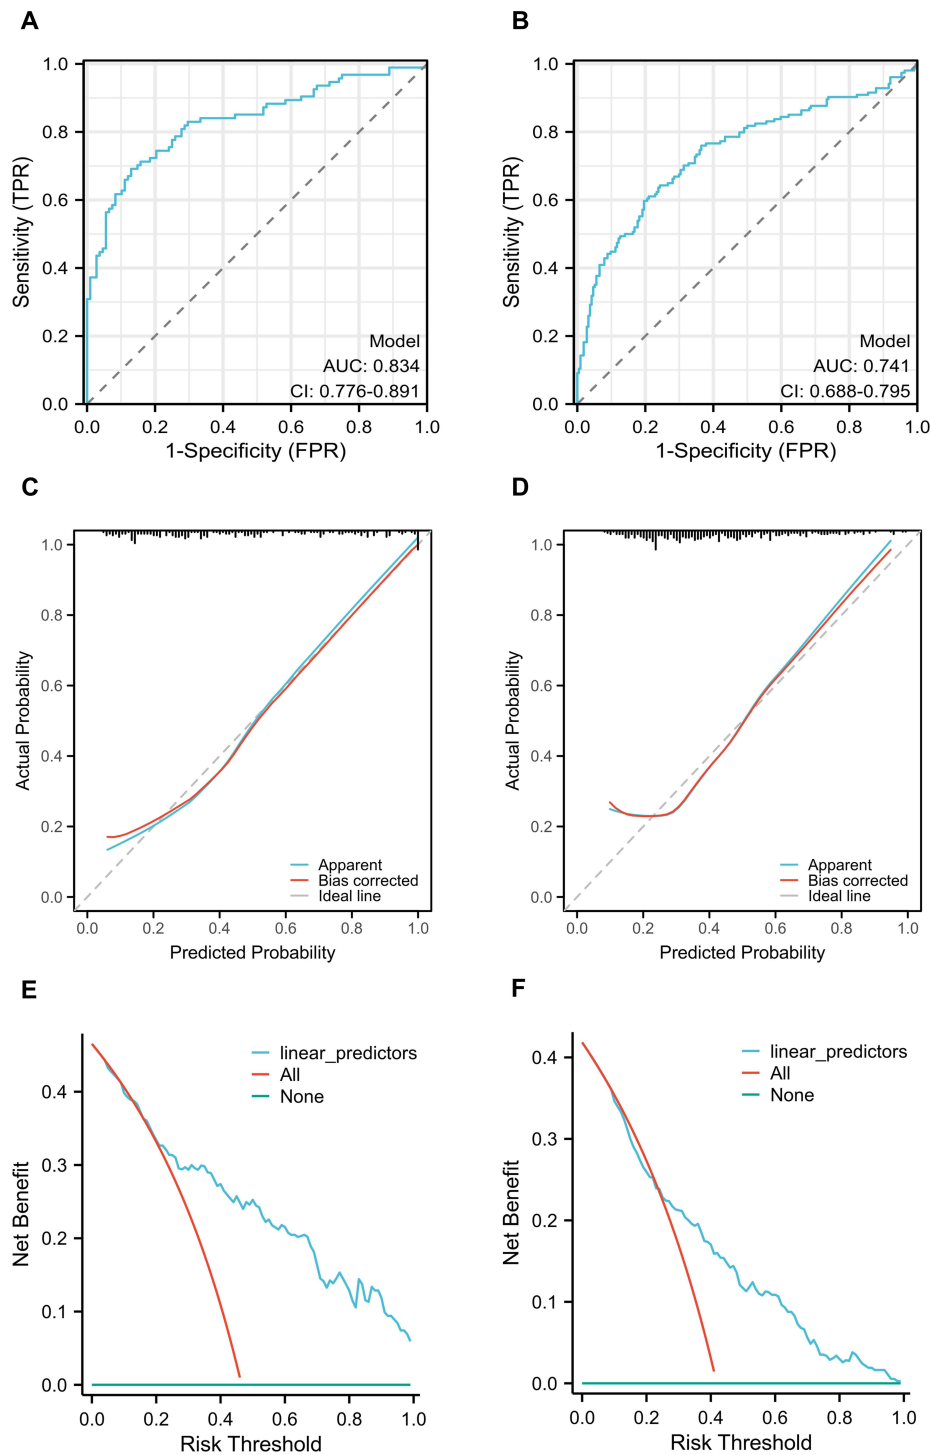 A
1.0
0.8
0.6
0.4
0.2
0.0
Sensitivity (TPR)
Model
AUC: 0.834
CI: 0.776-0.891
0.0 0.2 0.4 0.6 0.8 1.0
1-Specificity (FPR)
B
1.0
0.8
0.6
0.4
0.2
0.0
Sensitivity (TPR)
Model
AUC: 0.741
CI: 0.688-0.795
0.0 0.2 0.4 0.6 0.8 1.0
1-Specificity (FPR)
C
1.0
0.8
0.6
0.4
0.2
0.0
Actual Probability
Apparent
Bias corrected
Ideal line
0.0 0.2 0.4 0.6 0.8 1.0
Predicted Probability
D
1.0
0.8
0.6
0.4
0.2
0.0
Actual Probability
Apparent
Bias corrected
Ideal line
0.0 0.2 0.4 0.6 0.8 1.0
Predicted Probability
E
0.4
0.3
0.2
0.1
0.0
Net Benefit
linear_predictors
All
None
0.0 0.2 0.4 0.6 0.8 1.0
Risk Threshold
F
0.4
0.3
0.2
0.1
0.0
Net Benefit
linear_predictors
All
None
0.0 0.2 0.4 0.6 0.8 1.0
Risk Threshold